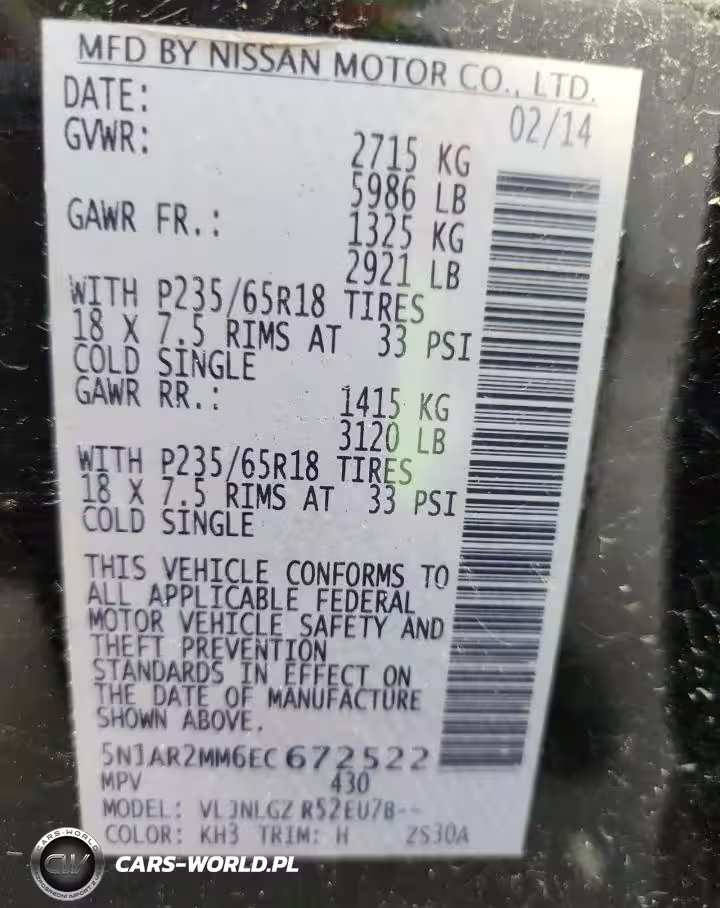 MFD BY NISSAN MOTOR CO., LTD.
DATE: 02/14
GVWR: 2715 KG
5986 LB
GAWR FR.: 1325 KG
2921 LB
WITH P235/65R18 TIRES
18 X 7.5 RIMS AT 33 PSI
COLD SINGLE
GAWR RR.: 1415 KG
3120 LB
WITH P235/65R18 TIRES
18 X 7.5 RIMS AT 33 PSI
COLD SINGLE
THIS VEHICLE CONFORMS TO
ALL APPLICABLE FEDERAL
MOTOR VEHICLE SAFETY AND
THEFT PREVENTION
STANDARDS IN EFFECT ON
THE DATE OF MANUFACTURE
SHOWN ABOVE.
5N1AR2MM6EC672522
MPV 430
MODEL: R52EU7B--
COLOR: KH3 TRIM: H 2S30A
CARS-WORLD
CW
CARS-WORLD.PL